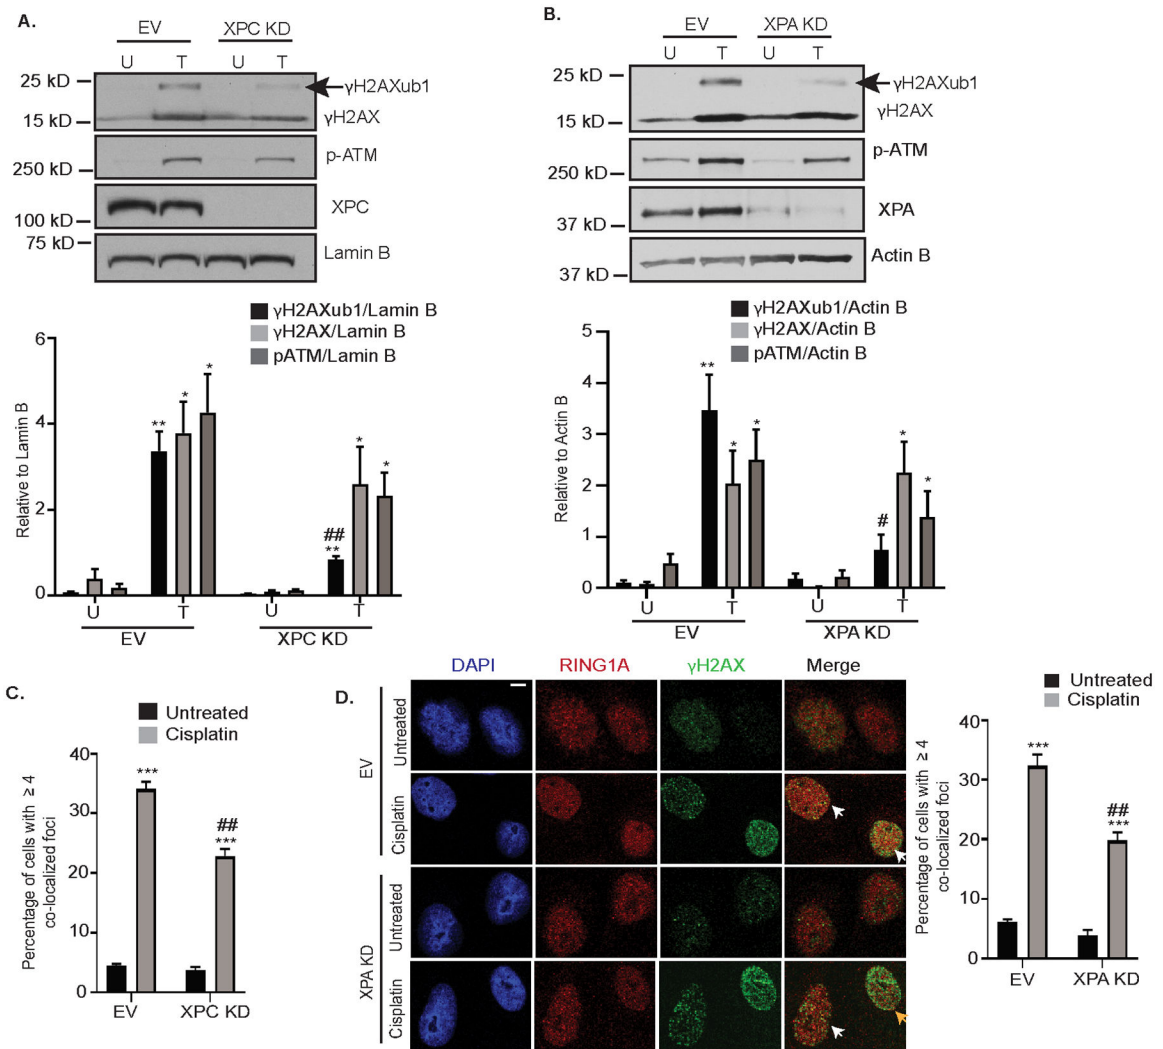 A.
EV XPC KD
U T U T
25 kD
γH2AXub1
15 kD
γH2AX
250 kD
p-ATM
100 kD
XPC
75 kD
Lamin B
γH2AXub1/Lamin B
γH2AX/Lamin B
pATM/Lamin B
Relative to Lamin B
6
4
2
0
** * *
## ** * *
U T U T
EV XPC KD
B.
EV XPA KD
U T U T
25 kD
γH2AXub1
15 kD
γH2AX
250 kD
p-ATM
37 kD
XPA
37 kD
Actin B
γH2AXub1/Actin B
γH2AX/Actin B
pATM/Actin B
Relative to Actin B
5
4
3
2
1
0
** * *
# * *
U T U T
EV XPA KD
C.
Untreated
Cisplatin
Percentage of cells with ≥ 4
co-localized foci
40
30
20
10
0
***
##
***
EV XPC KD
D.
DAPI RING1A γH2AX Merge
EV
Untreated
Cisplatin
XPA KD
Untreated
Cisplatin
Untreated
Cisplatin
Percentage of cells with ≥ 4
co-localized foci
40
30
20
10
0
***
##
***
EV XPA KD